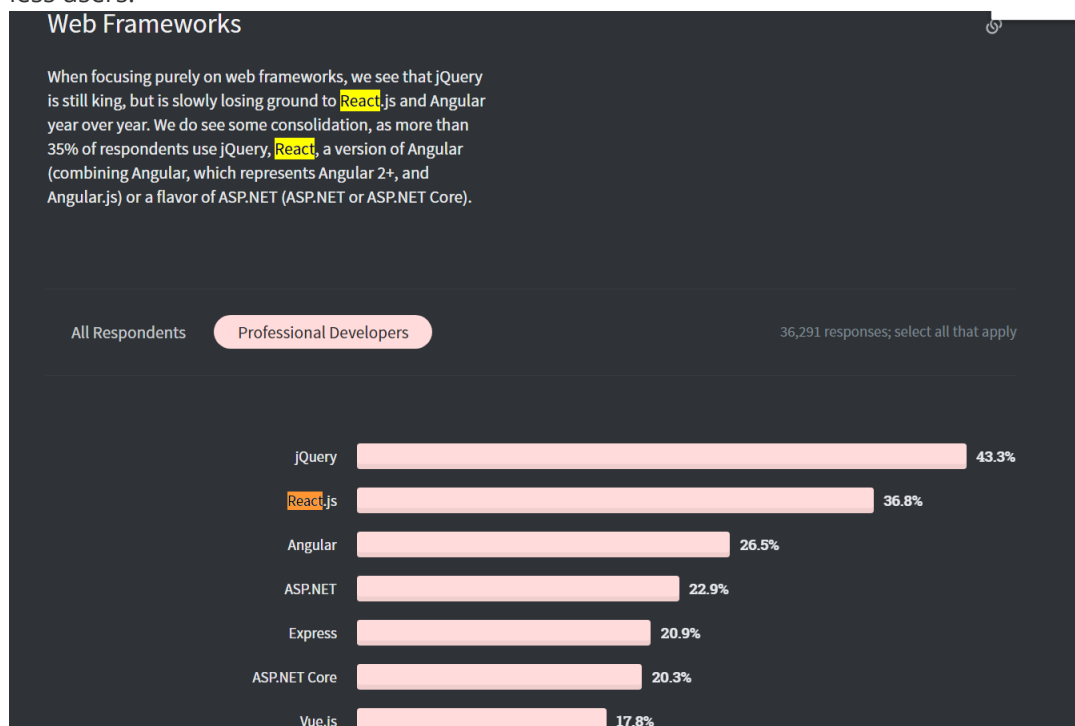 less users.
Web Frameworks
When focusing purely on web frameworks, we see that jQuery
is still king, but is slowly losing ground to React.js and Angular
year over year. We do see some consolidation, as more than
35% of respondents use jQuery, React, a version of Angular
(combining Angular, which represents Angular 2+, and
Angular.js) or a flavor of ASP.NET (ASP.NET or ASP.NET Core).
All Respondents Professional Developers 36,291 responses; select all that apply
jQuery 43.3%
React.js 36.8%
Angular 26.5%
ASP.NET 22.9%
Express 20.9%
ASP.NET Core 20.3%
Vue.js 17.8%